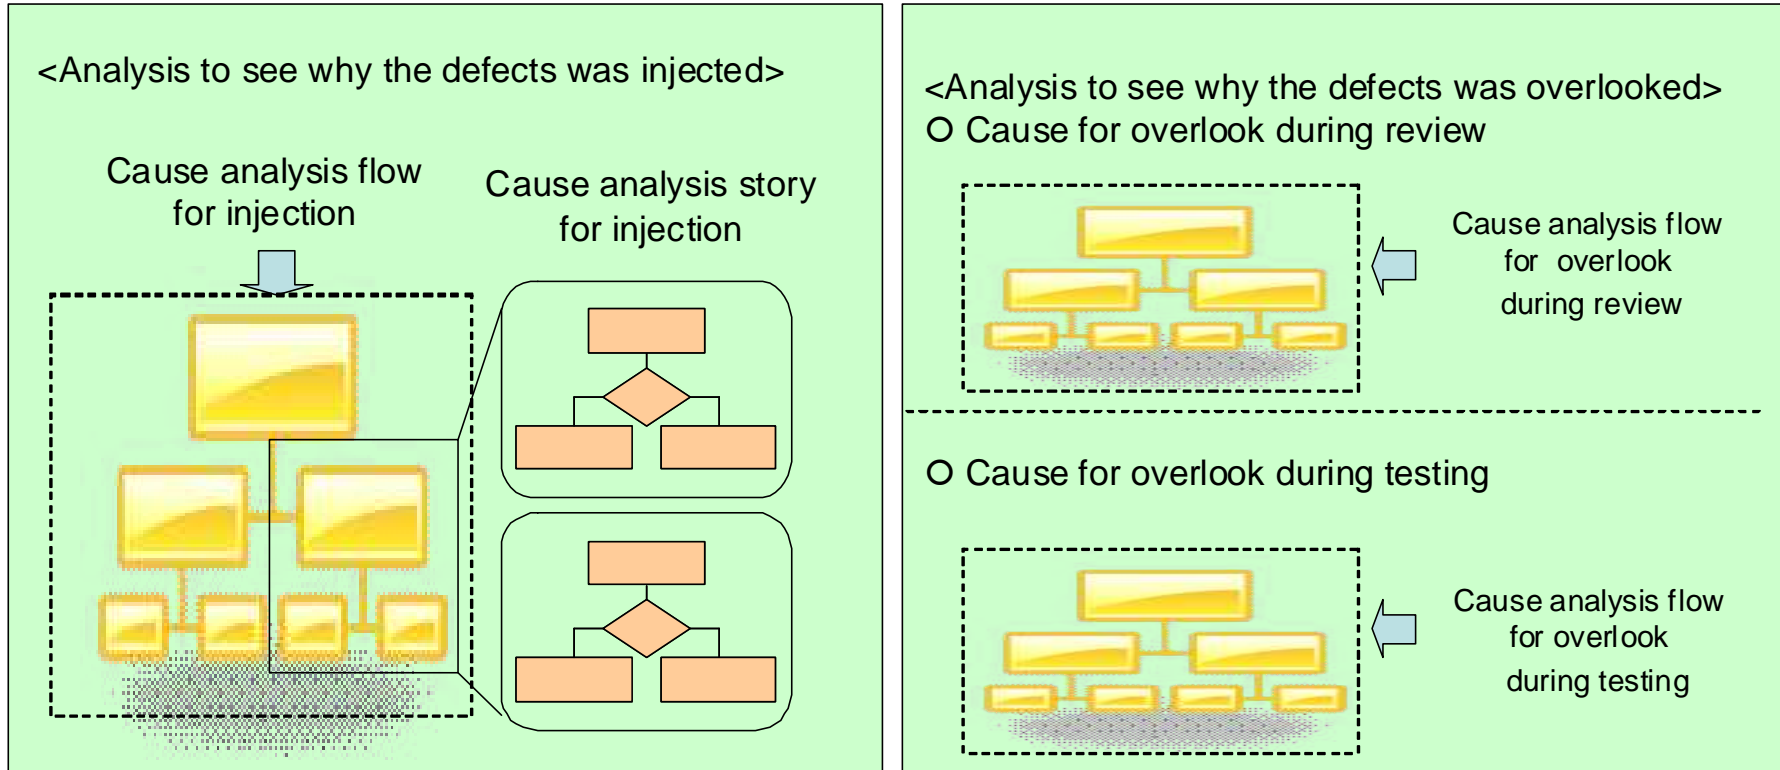 <Analysis to see why the defects was injected>
Cause analysis flow
for injection
Cause analysis story
for injection
<Analysis to see why the defects was overlooked>
O Cause for overlook during review
Cause analysis flow
for overlook
during review
O Cause for overlook during testing
Cause analysis flow
for overlook
during testing